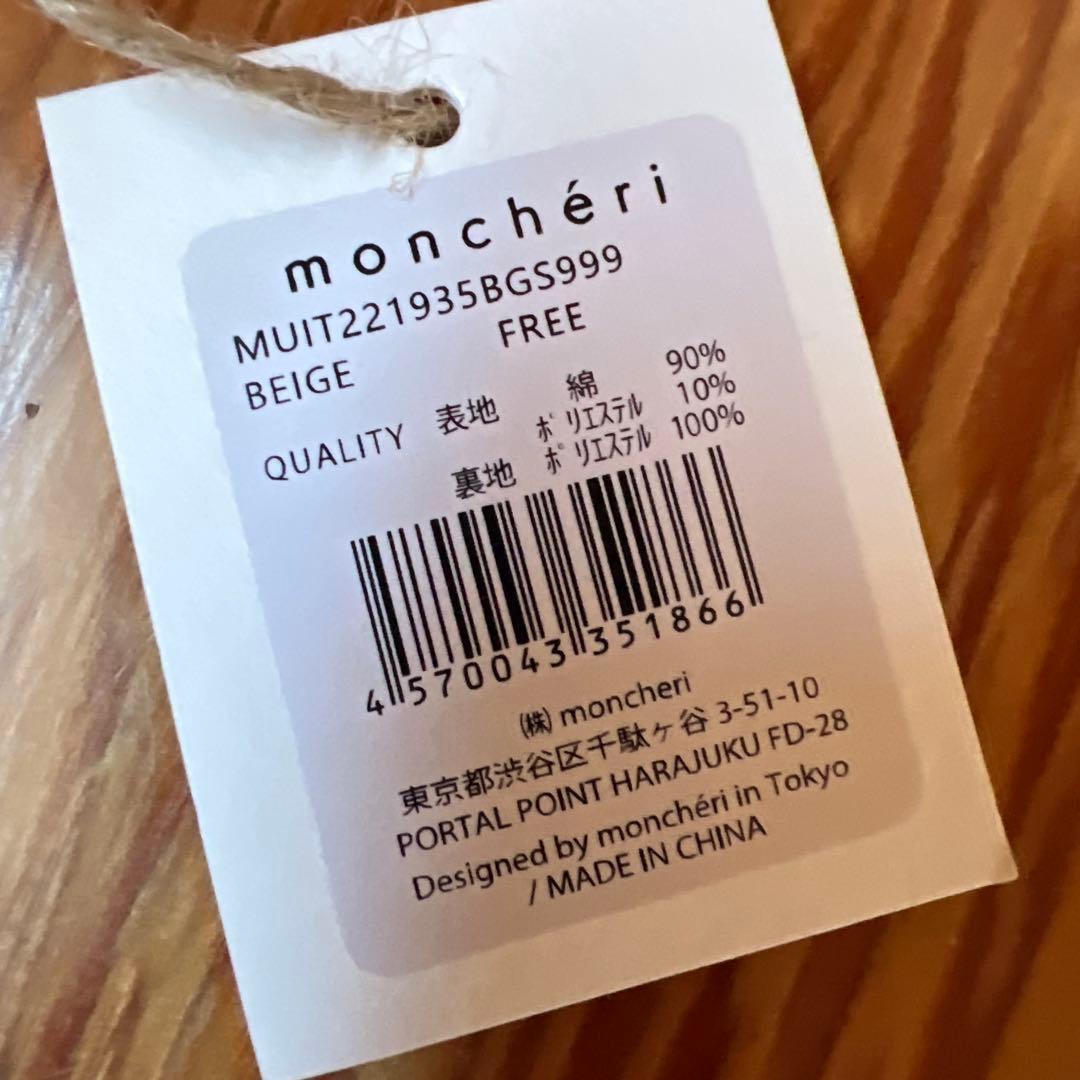 monchéri
MUIT221935BGS999
BEIGE FREE
QUALITY 表地 綿 90%
ポリエステル 10%
裏地 ポリエステル 100%
4570043351866
㈱ moncheri
東京都渋谷区千駄ヶ谷 3-51-10
PORTAL POINT HARAJUKU FD-28
Designed by monchéri in Tokyo
/ MADE IN CHINA